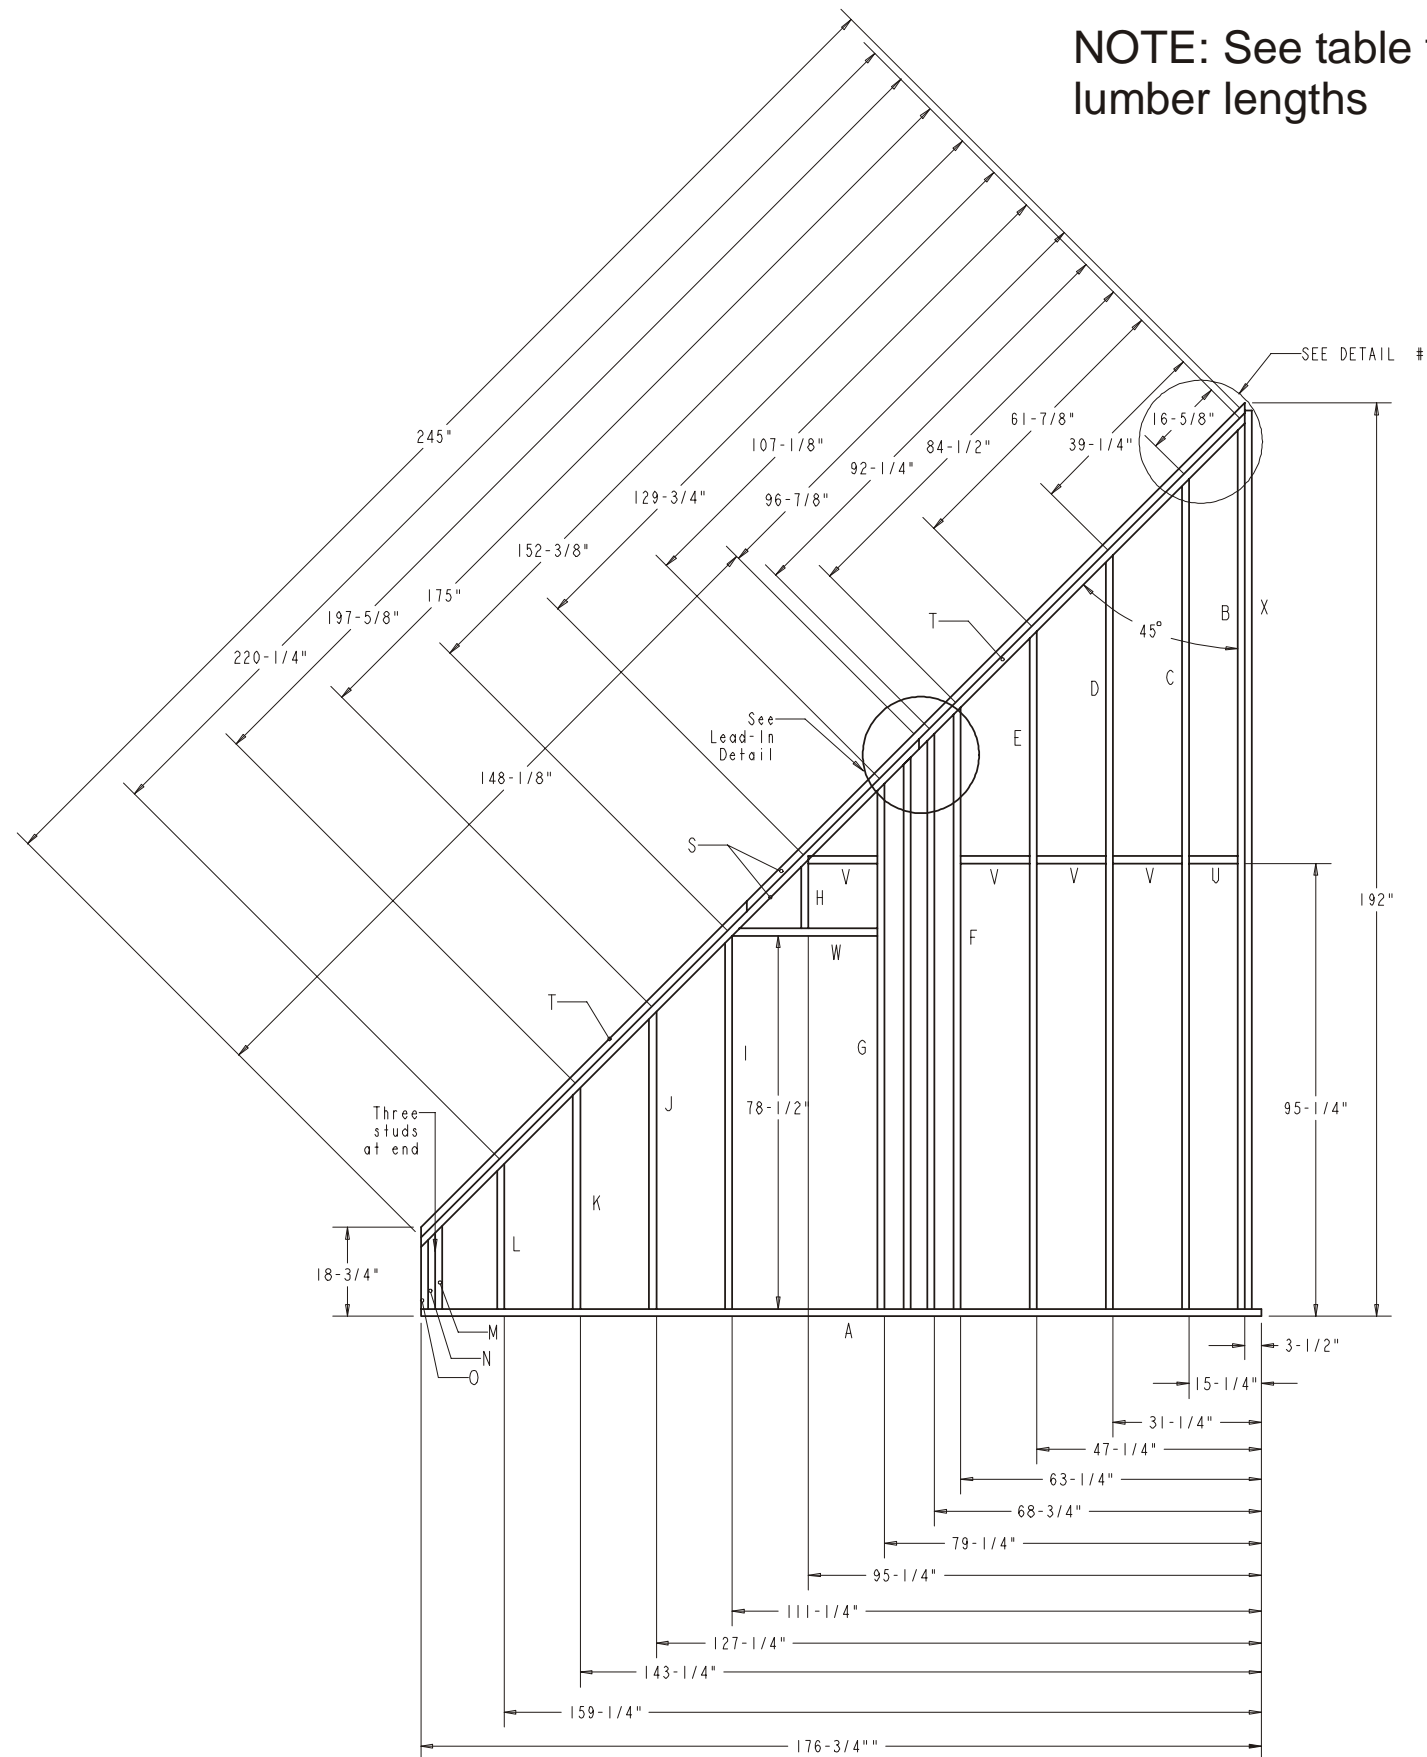 NOTE: See table
lumber lengths
SEE DETAIL #
16-5/8"
61-7/8"
39-1/4"
245"
107-1/8"
84-1/2"
92-1/4"
129-3/4"
96-7/8"
152-3/8"
175"
197-5/8"
220-1/4"
B
X
T
45°
C
D
See
Lead-In
Detail
E
148-1/8"
S
V
V
V
V
U
H
192"
F
W
T
I
G
J
78-1/2"
95-1/4"
Three
studs
at end
K
L
18-3/4"
M
A
N
O
3-1/2"
15-1/4"
31-1/4"
47-1/4"
63-1/4"
68-3/4"
79-1/4"
95-1/4"
111-1/4"
127-1/4"
143-1/4"
159-1/4"
176-3/4""